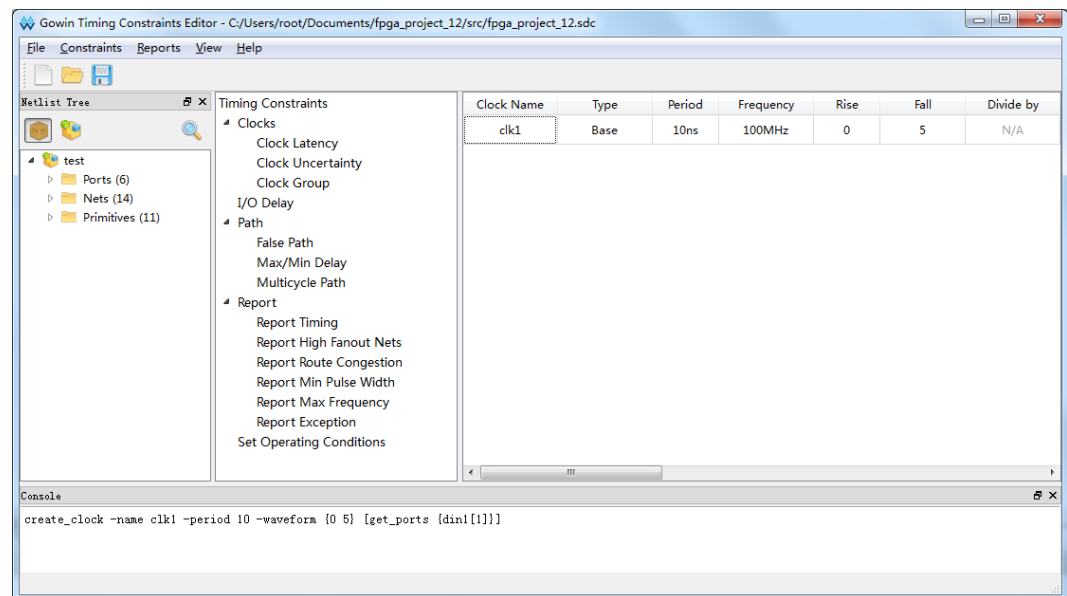 Gowin Timing Constraints Editor - C:/Users/root/Documents/fpga_project_12/src/fpga_project_12.sdc
File Constraints Reports View Help
Netlist Tree
test
Ports (6)
Nets (14)
Primitives (11)
Timing Constraints
Clocks
Clock Latency
Clock Uncertainty
Clock Group
I/O Delay
Path
False Path
Max/Min Delay
Multicycle Path
Report
Report Timing
Report High Fanout Nets
Report Route Congestion
Report Min Pulse Width
Report Max Frequency
Report Exception
Set Operating Conditions
Clock Name Type Period Frequency Rise Fall Divide by
clk1 Base 10ns 100MHz 0 5 N/A
Console
create_clock -name clk1 -period 10 -waveform {0 5} [get_ports {din1[1]}]